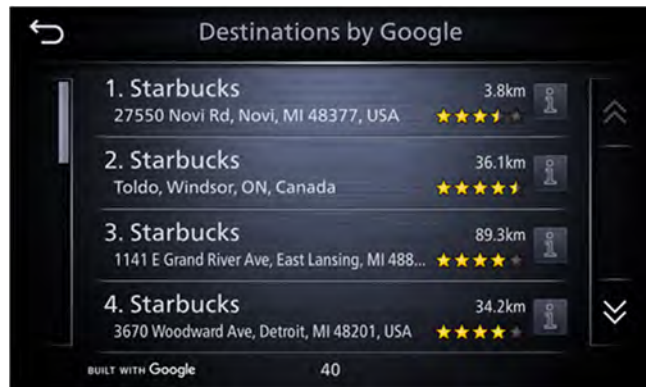 Destinations by Google
1. Starbucks 3.8km
27550 Novi Rd, Novi, MI 48377, USA
2. Starbucks 36.1km
Toldo, Windsor, ON, Canada
3. Starbucks 89.3km
1141 E Grand River Ave, East Lansing, MI 488...
4. Starbucks 34.2km
3670 Woodward Ave, Detroit, MI 48201, USA
BUILT WITH Google 40